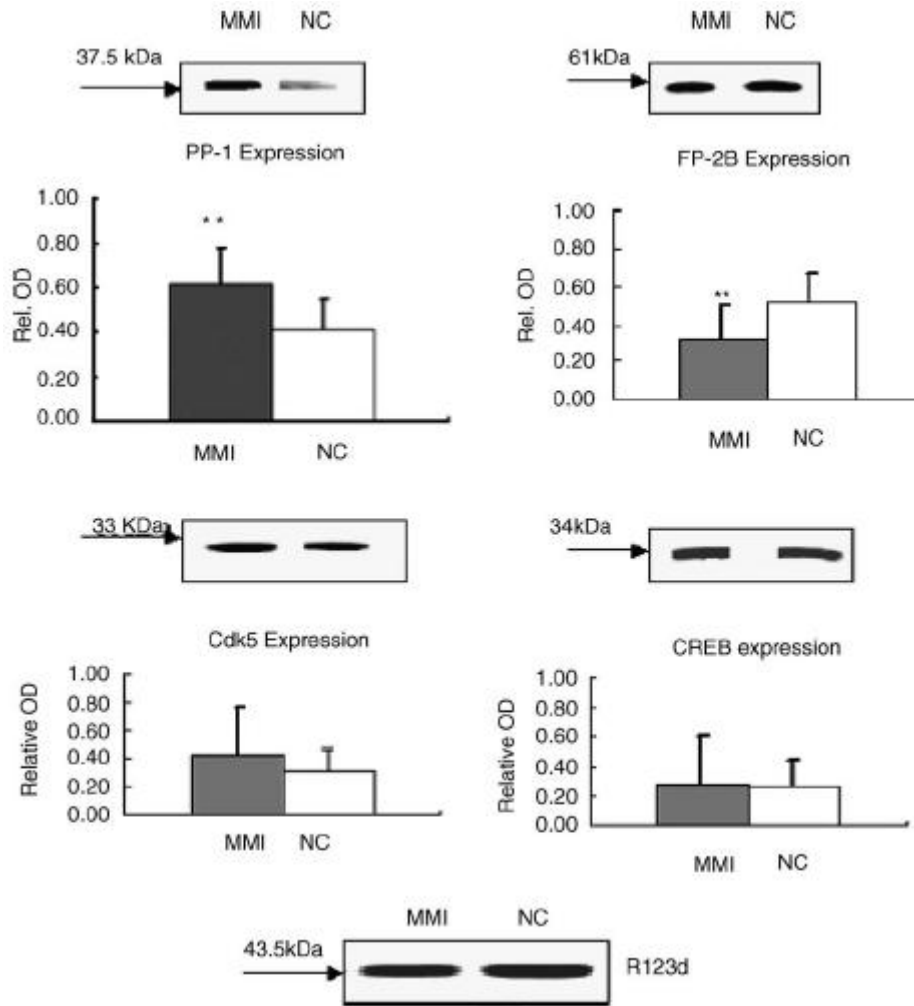 MMI NC
37.5 kDa
PP-1 Expression
1.00
0.80
0.60
0.40
0.20
0.00
Rel. OD
* *
MMI NC
MMI NC
61kDa
FP-2B Expression
1.00
0.80
0.60
0.40
0.20
0.00
Rel. OD
**
MMI NC
33 KDa
Cdk5 Expression
1.00
0.80
0.60
0.40
0.20
0.00
Relative OD
MMI NC
34kDa
CREB expression
1.00
0.80
0.60
0.40
0.20
0.00
Relative OD
MMI NC
MMI NC
43.5kDa
R123d